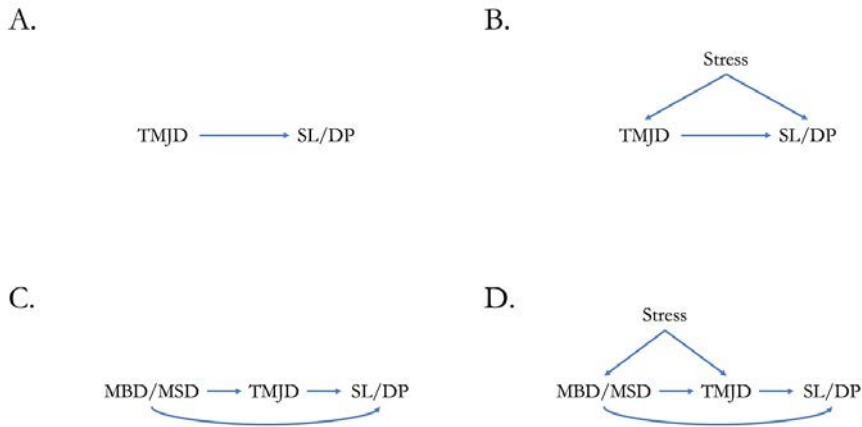 A.
TMJD SL/DP
B.
Stress
TMJD SL/DP
C.
MBD/MSD TMJD SL/DP
D.
Stress
MBD/MSD TMJD SL/DP